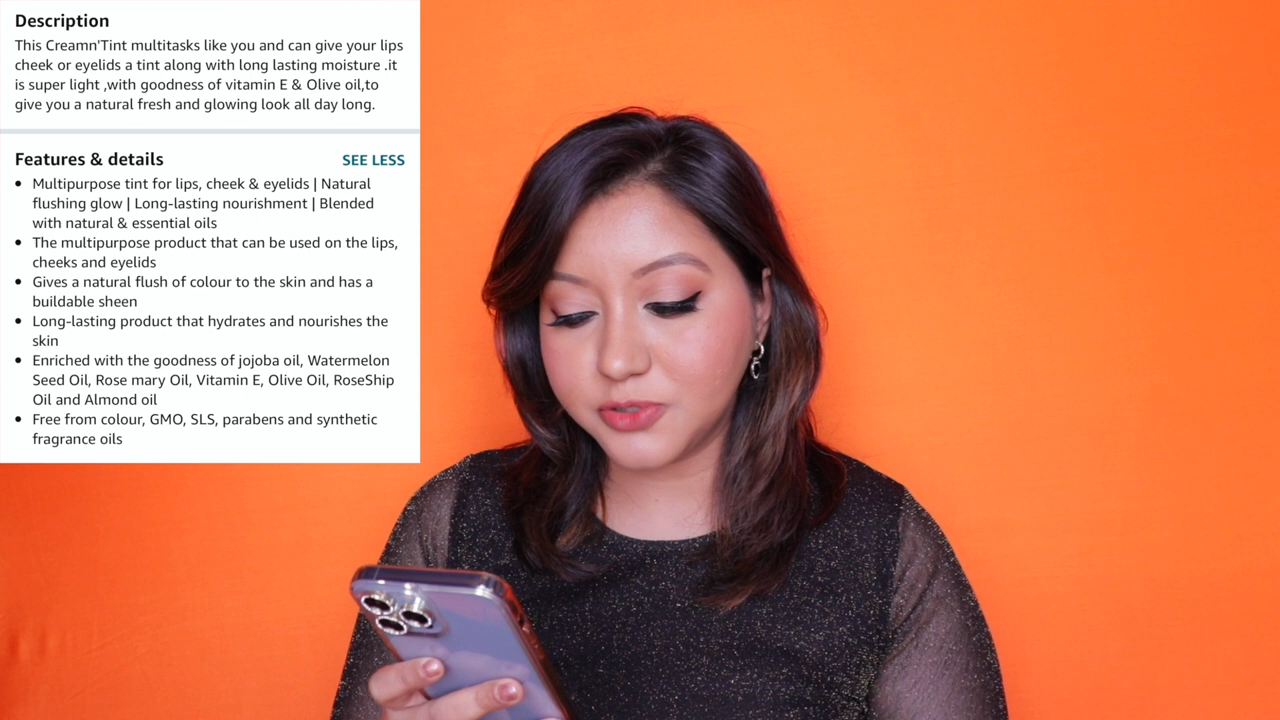 Description
This Creamn'Tint multitasks like you and can give your lips
cheek or eyelids a tint along with long lasting moisture .it
is super light ,with goodness of vitamin E & Olive oil,to
give you a natural fresh and glowing look all day long.
Features & details
SEE LESS
• Multipurpose tint for lips, cheek & eyelids | Natural
flushing glow | Long-lasting nourishment | Blended
with natural & essential oils
• The multipurpose product that can be used on the lips,
cheeks and eyelids
• Gives a natural flush of colour to the skin and has a
buildable sheen
• Long-lasting product that hydrates and nourishes the
skin
• Enriched with the goodness of jojoba oil, Watermelon
Seed Oil, Rose mary Oil, Vitamin E, Olive Oil, RoseShip
Oil and Almond oil
• Free from colour, GMO, SLS, parabens and synthetic
fragrance oils